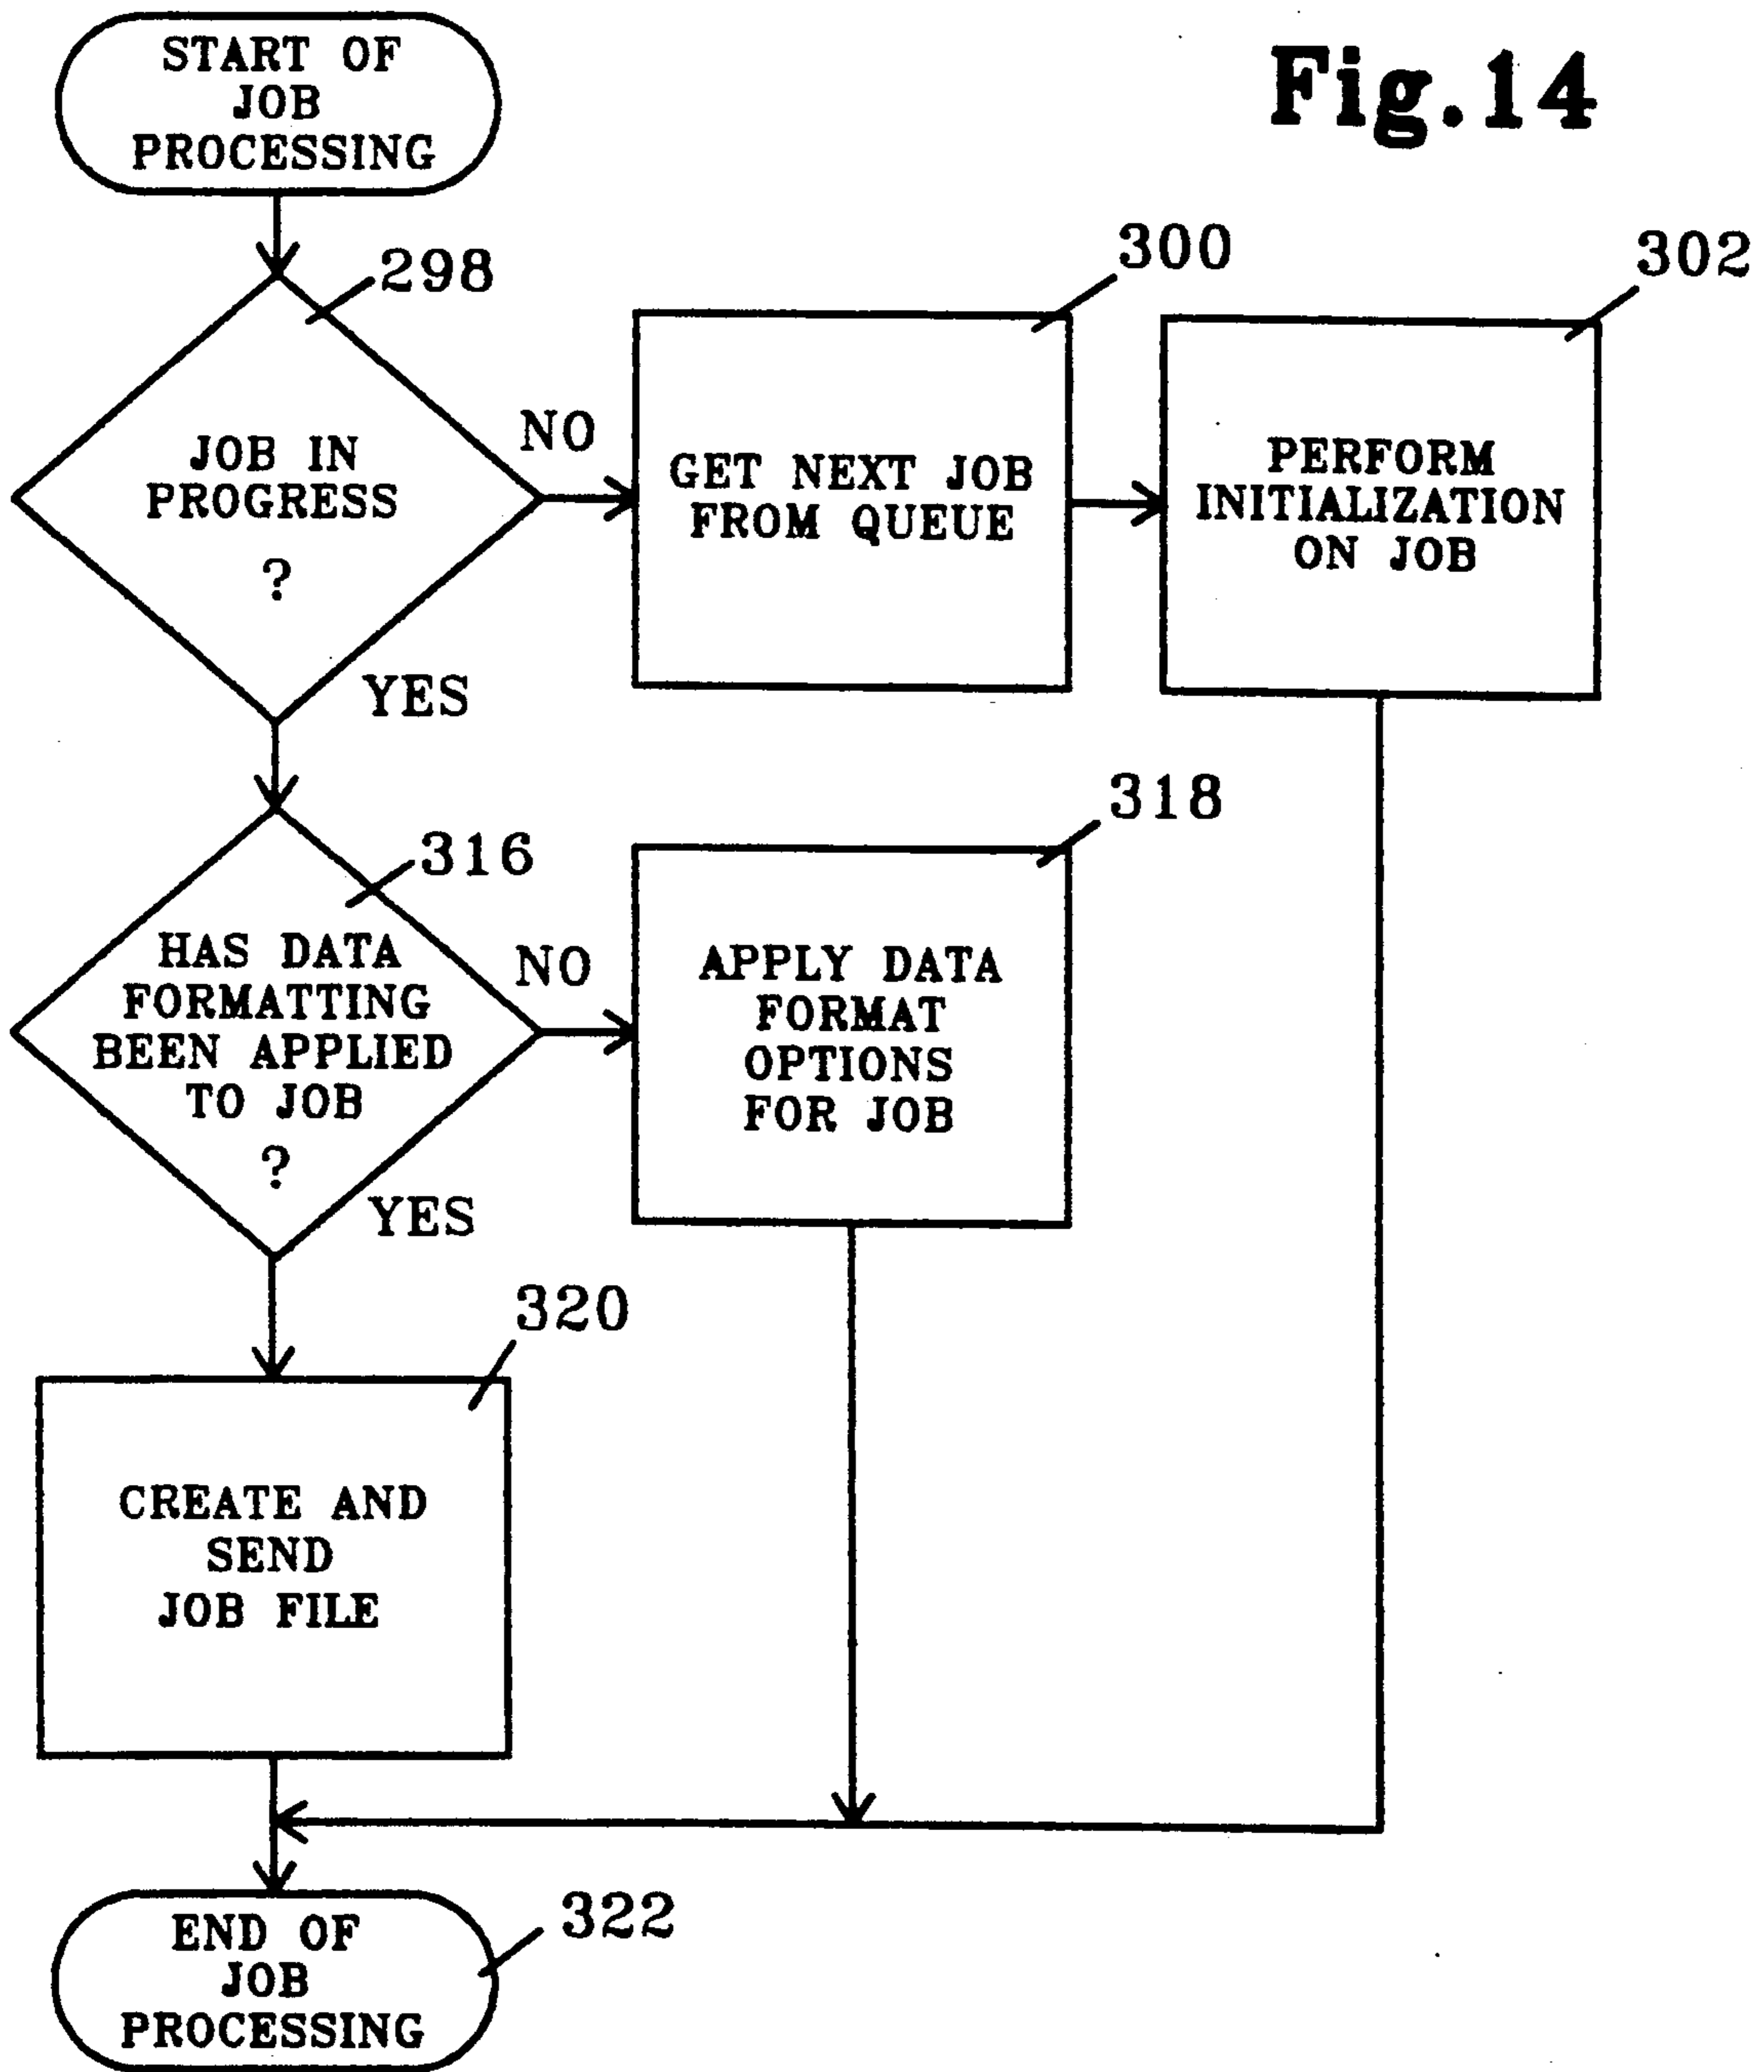 Fig.14
START OF
JOB
PROCESSING
298
JOB IN
PROGRESS
?
NO
YES
300
GET NEXT JOB
FROM QUEUE
302
PERFORM
INITIALIZATION
ON JOB
316
HAS DATA
FORMATTING
BEEN APPLIED
TO JOB
?
NO
YES
318
APPLY DATA
FORMAT
OPTIONS
FOR JOB
320
CREATE AND
SEND
JOB FILE
322
END OF
JOB
PROCESSING